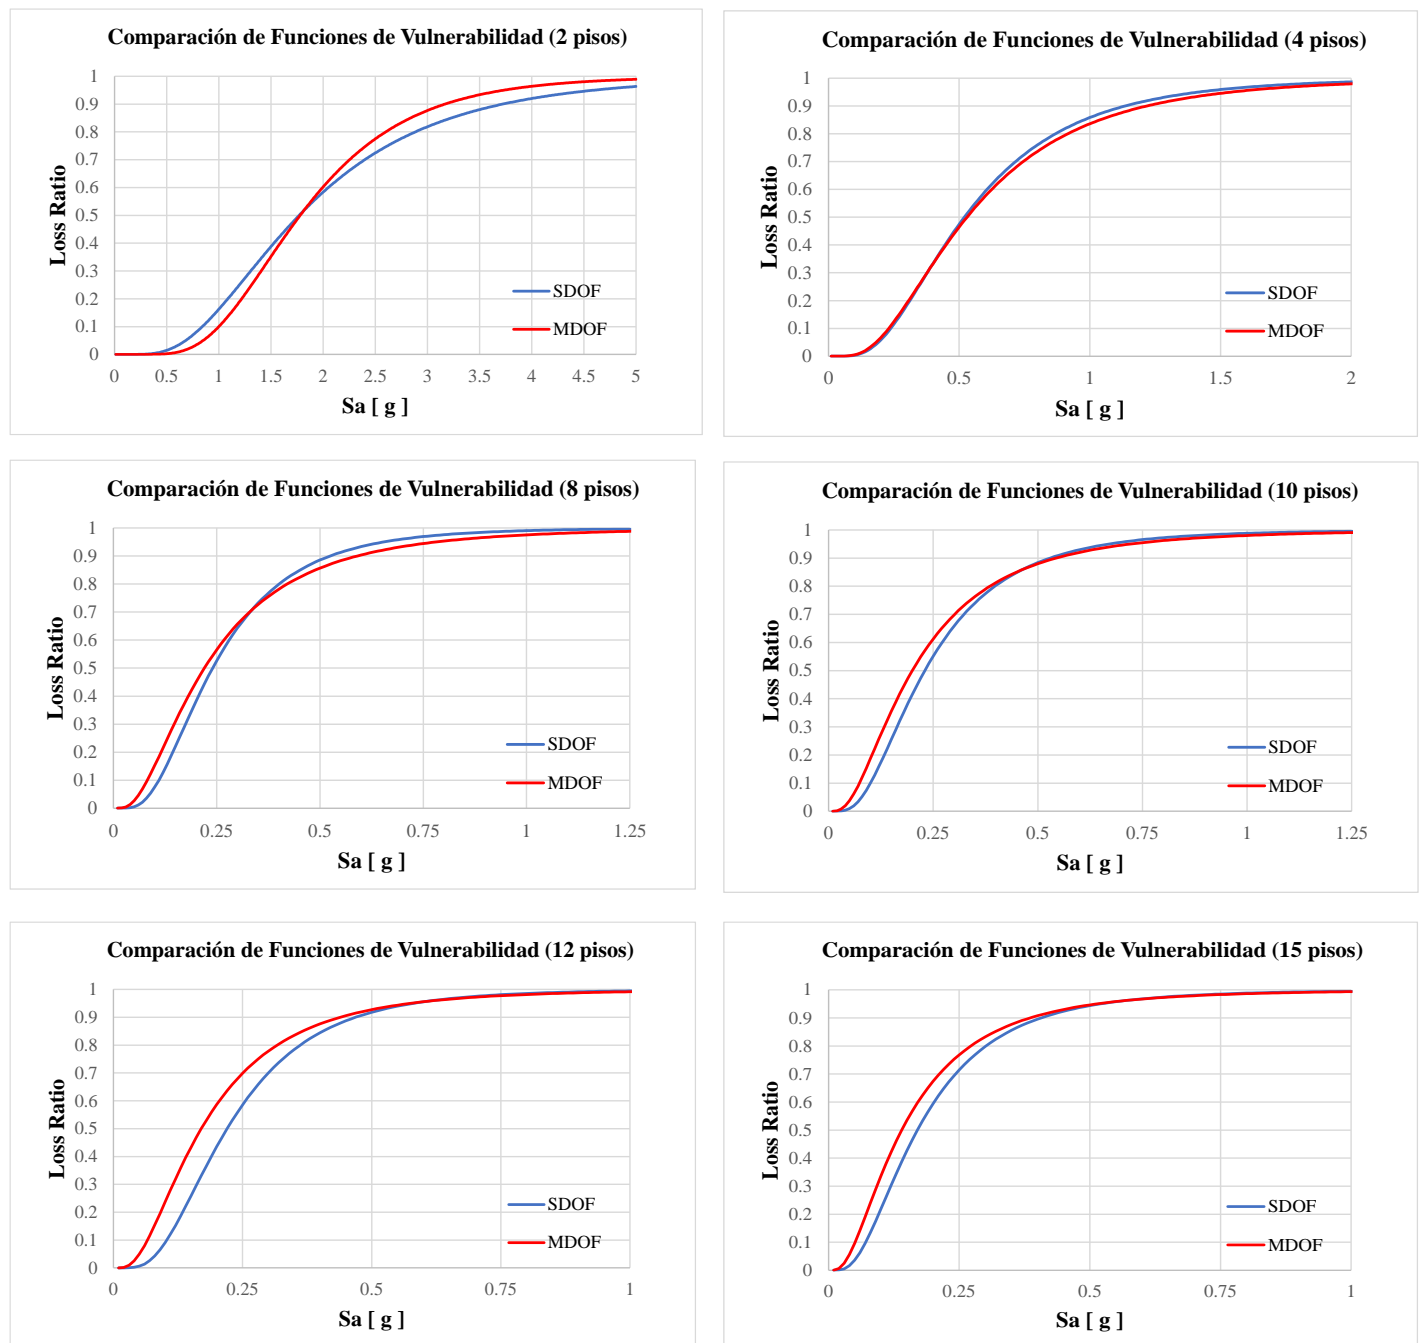 Comparación de Funciones de Vulnerabilidad (2 pisos)
1
0.9
0.8
0.7
0.6
0.5
0.4
0.3
0.2
0.1
0
Loss Ratio
SDOF
MDOF
0 0.5 1 1.5 2 2.5 3 3.5 4 4.5 5
Sa [ g ]
Comparación de Funciones de Vulnerabilidad (4 pisos)
1
0.9
0.8
0.7
0.6
0.5
0.4
0.3
0.2
0.1
0
Loss Ratio
SDOF
MDOF
0 0.5 1 1.5 2
Sa [ g ]
Comparación de Funciones de Vulnerabilidad (8 pisos)
1
0.9
0.8
0.7
0.6
0.5
0.4
0.3
0.2
0.1
0
Loss Ratio
SDOF
MDOF
0 0.25 0.5 0.75 1 1.25
Sa [ g ]
Comparación de Funciones de Vulnerabilidad (10 pisos)
1
0.9
0.8
0.7
0.6
0.5
0.4
0.3
0.2
0.1
0
Loss Ratio
SDOF
MDOF
0 0.25 0.5 0.75 1 1.25
Sa [ g ]
Comparación de Funciones de Vulnerabilidad (12 pisos)
1
0.9
0.8
0.7
0.6
0.5
0.4
0.3
0.2
0.1
0
Loss Ratio
SDOF
MDOF
0 0.25 0.5 0.75 1
Sa [ g ]
Comparación de Funciones de Vulnerabilidad (15 pisos)
1
0.9
0.8
0.7
0.6
0.5
0.4
0.3
0.2
0.1
0
Loss Ratio
SDOF
MDOF
0 0.25 0.5 0.75 1
Sa [ g ]